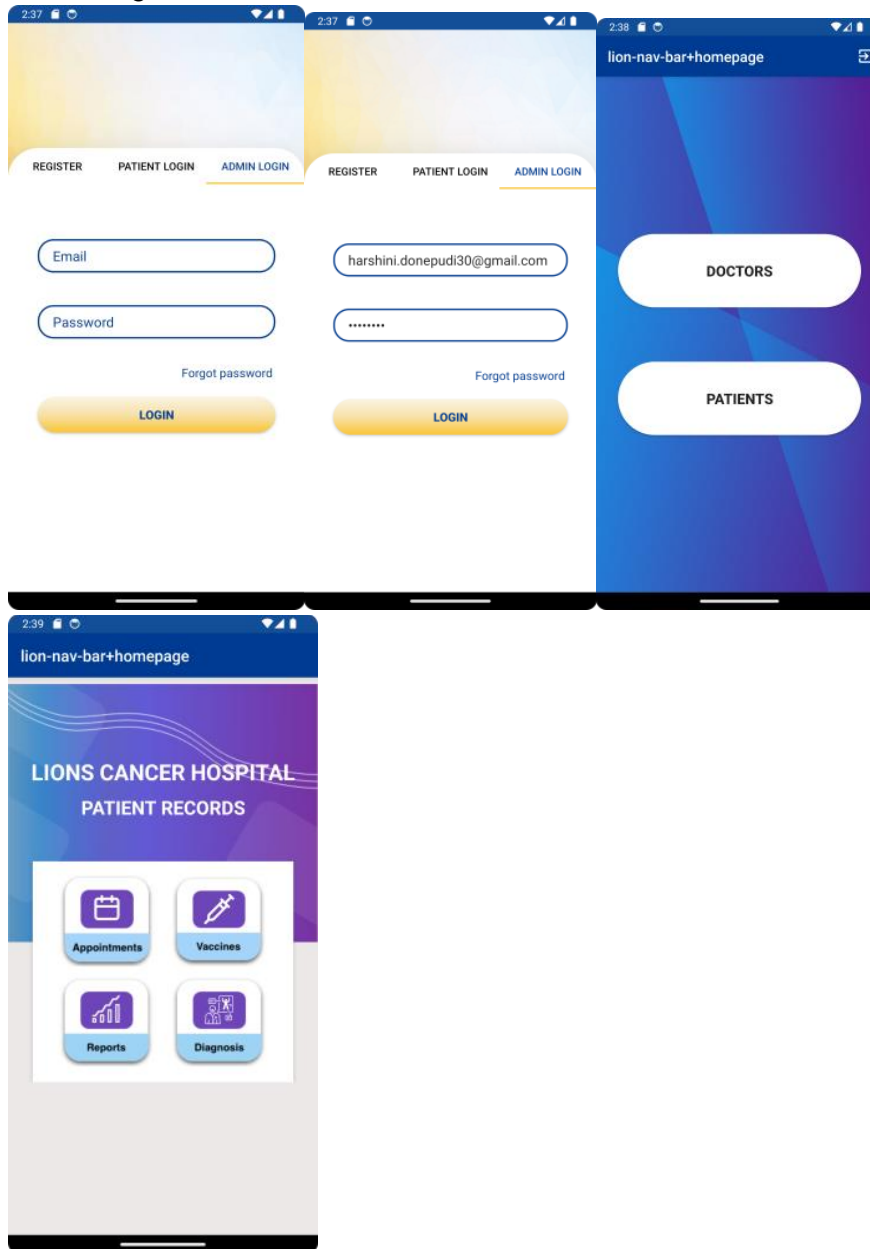 2:37
REGISTER PATIENT LOGIN ADMIN LOGIN
Email
Password
Forgot password
LOGIN
2:37
REGISTER PATIENT LOGIN ADMIN LOGIN
harshini.donepudi30@gmail.com
••••••••
Forgot password
LOGIN
2:38
lion-nav-bar+homepage
DOCTORS
PATIENTS
2:39
lion-nav-bar+homepage
LIONS CANCER HOSPITAL
PATIENT RECORDS
Appointments Vaccines
Reports Diagnosis